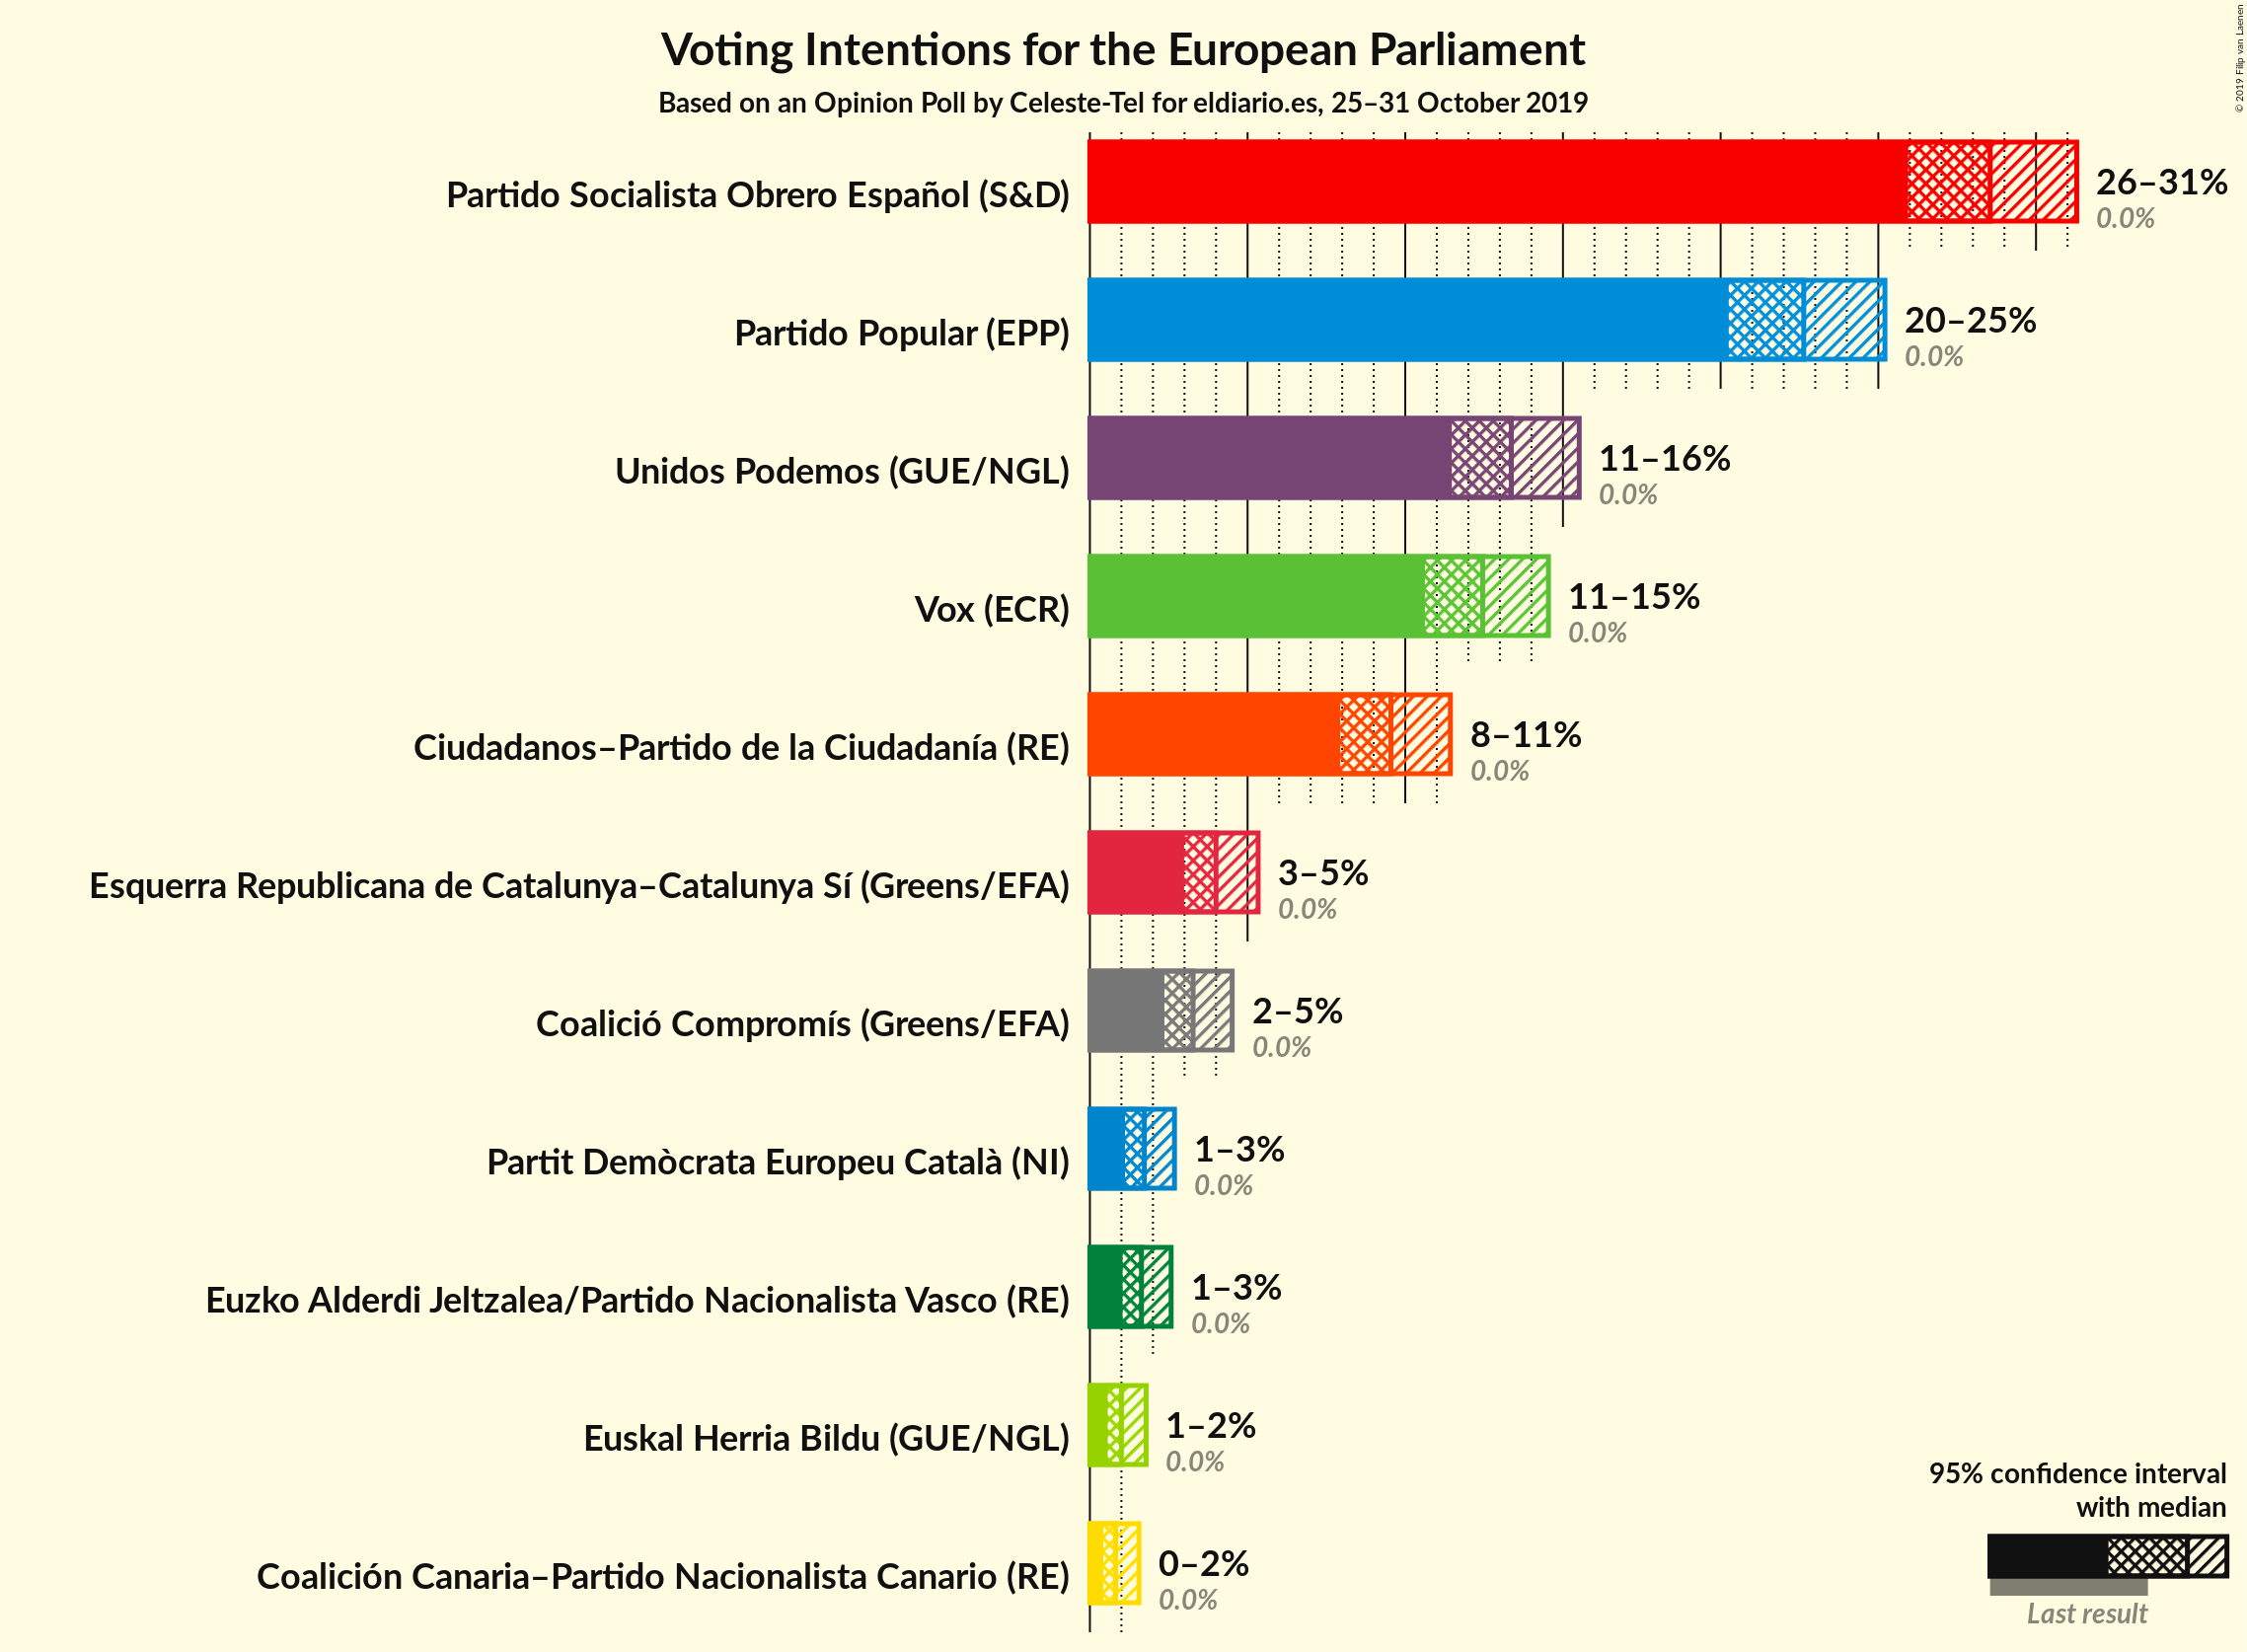 Voting Intentions for the European Parliament
Based on an Opinion Poll by Celeste-Tel for eldiario.es, 25–31 October 2019
© 2019 Filip van Laenen
Partido Socialista Obrero Español (S&D)
26–31%
0.0%
Partido Popular (EPP)
20–25%
0.0%
Unidos Podemos (GUE/NGL)
11–16%
0.0%
Vox (ECR)
11–15%
0.0%
Ciudadanos–Partido de la Ciudadanía (RE)
8–11%
0.0%
Esquerra Republicana de Catalunya–Catalunya Sí (Greens/EFA)
3–5%
0.0%
Coalició Compromís (Greens/EFA)
2–5%
0.0%
Partit Demòcrata Europeu Català (NI)
1–3%
0.0%
Euzko Alderdi Jeltzalea/Partido Nacionalista Vasco (RE)
1–3%
0.0%
Euskal Herria Bildu (GUE/NGL)
1–2%
0.0%
Coalición Canaria–Partido Nacionalista Canario (RE)
0–2%
0.0%
95% confidence interval
with median
Last result